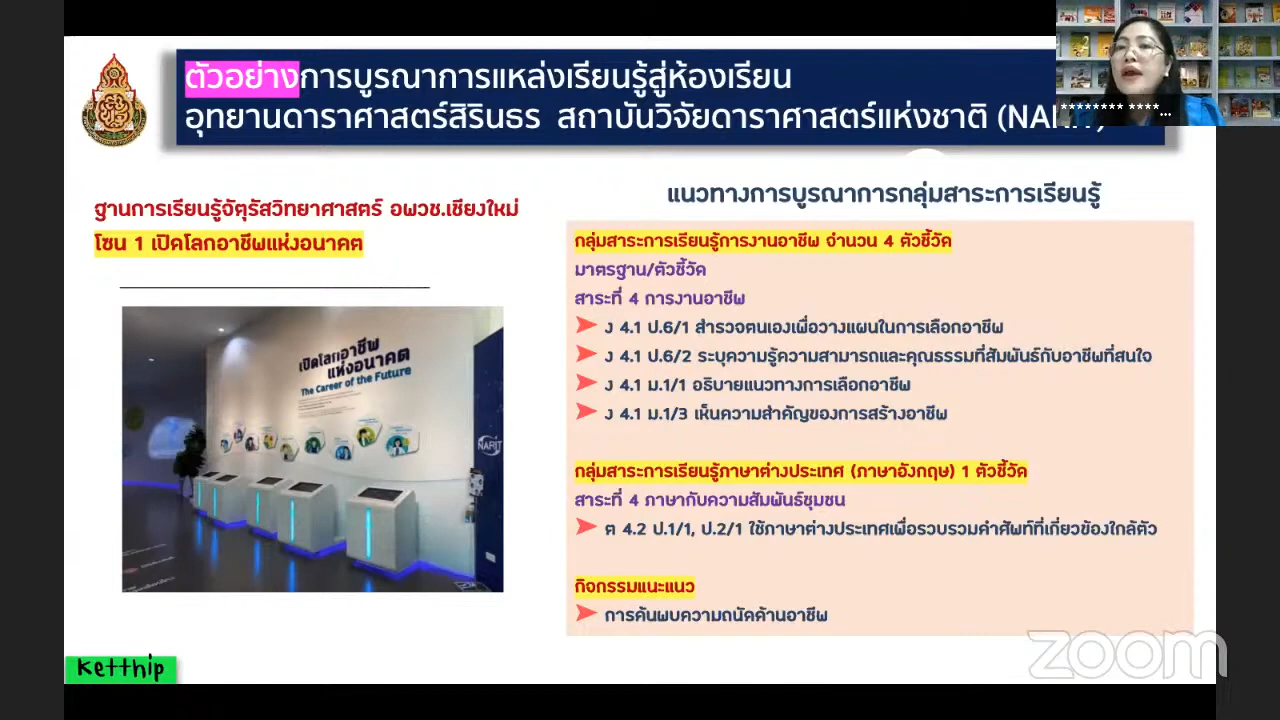 ตัวอย่างการบูรณาการแหล่งเรียนรู้สู่ห้องเรียน
อุทยานดาราศาสตร์สิรินธร สถาบันวิจัยดาราศาสตร์แห่งชาติ
******** ****...
ฐานการเรียนรู้จัตุรัสวิทยาศาสตร์ อพวช.เชียงใหม่
โซน 1 เปิดโลกอาชีพแห่งอนาคต
เปิดโลกอาชีพ
แห่งอนาคต
The Career of the Future
NARIT
แนวทางการบูรณาการกลุ่มสาระการเรียนรู้
กลุ่มสาระการเรียนรู้การงานอาชีพ จำนวน 4 ตัวชี้วัด
มาตรฐาน/ตัวชี้วัด
สาระที่ 4 การงานอาชีพ
ง 4.1 ป.6/1 สำรวจตนเองเพื่อวางแผนในการเลือกอาชีพ
ง 4.1 ป.6/2 ระบุความรู้ความสามารถและคุณธรรมที่สัมพันธ์กับอาชีพที่สนใจ
ง 4.1 ม.1/1 อธิบายแนวทางการเลือกอาชีพ
ง 4.1 ม.1/3 เห็นความสำคัญของการสร้างอาชีพ
กลุ่มสาระการเรียนรู้ภาษาต่างประเทศ (ภาษาอังกฤษ) 1 ตัวชี้วัด
สาระที่ 4 ภาษากับความสัมพันธ์ชุมชน
ต 4.2 ป.1/1, ป.2/1 ใช้ภาษาต่างประเทศเพื่อรวบรวมคำศัพท์ที่เกี่ยวข้องใกล้ตัว
กิจกรรมแนะแนว
การค้นพบความถนัดด้านอาชีพ
Ketthip
zoom